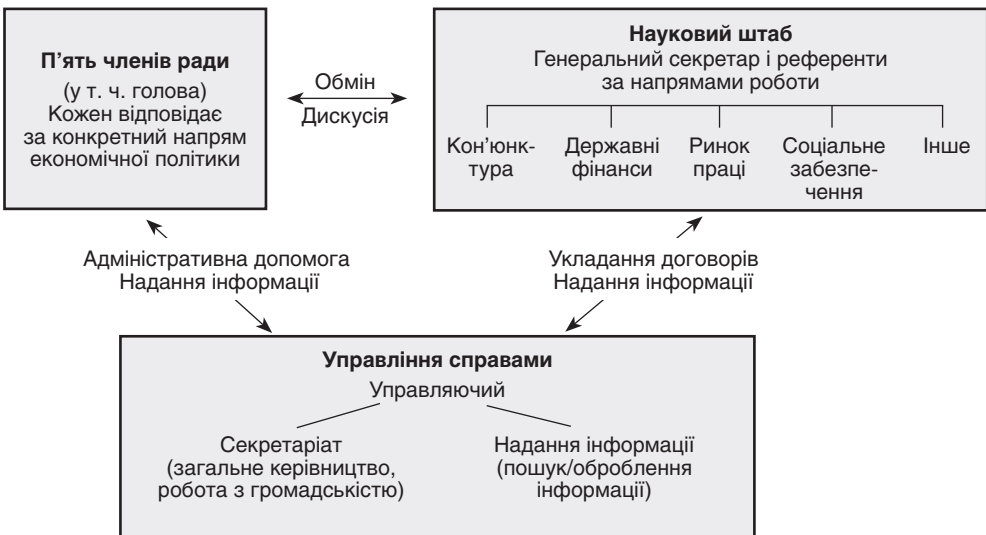 П’ять членів ради
(у т. ч. голова)
Кожен відповідає
за конкретний напрям
економічної політики
Обмін
Дискусія
Науковий штаб
Генеральний секретар і референти
за напрямами роботи
Кон’юнк-
тура
Державні
фінанси
Ринок
праці
Соціальне
забезпе-
чення
Інше
Адміністративна допомога
Надання інформації
Укладання договорів
Надання інформації
Управління справами
Управляючий
Секретаріат
(загальне керівництво,
робота з громадськістю)
Надання інформації
(пошук/оброблення
інформації)